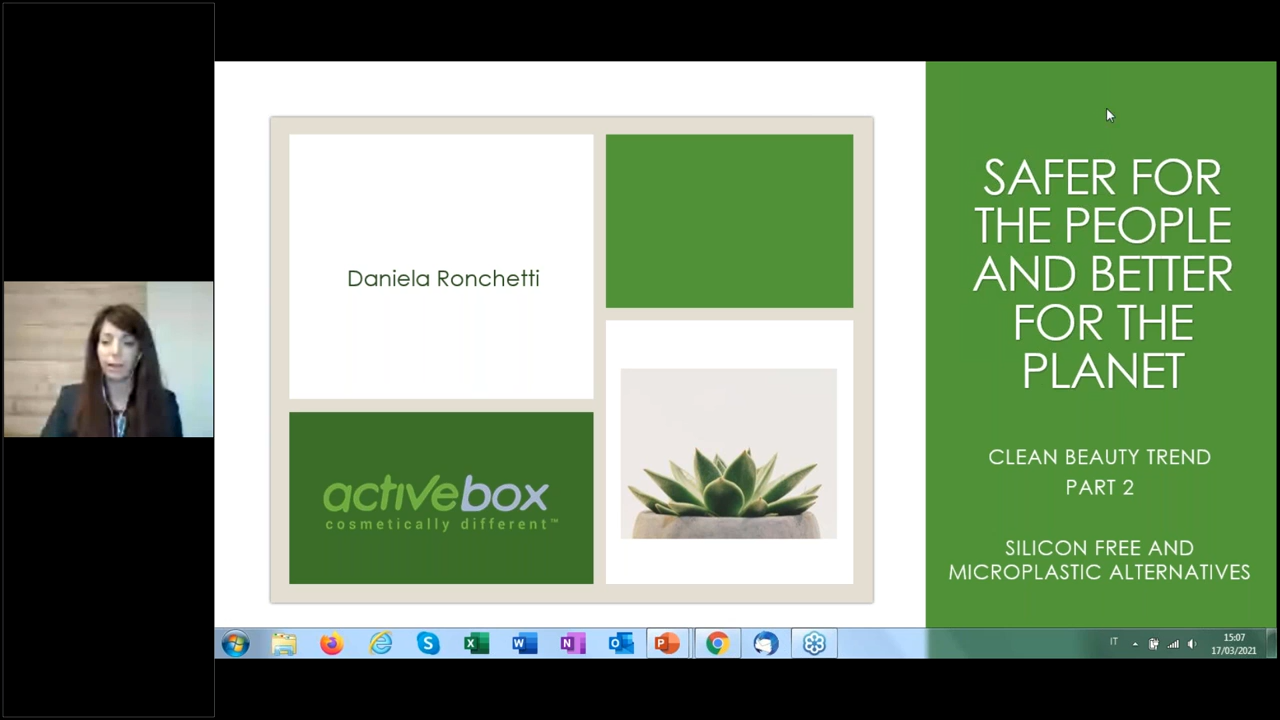 Daniela Ronchetti
activebox
cosmetically different™
SAFER FOR
THE PEOPLE
AND BETTER
FOR THE
PLANET
CLEAN BEAUTY TREND
PART 2
SILICON FREE AND
MICROPLASTIC ALTERNATIVES
IT
15:07
17/03/2021